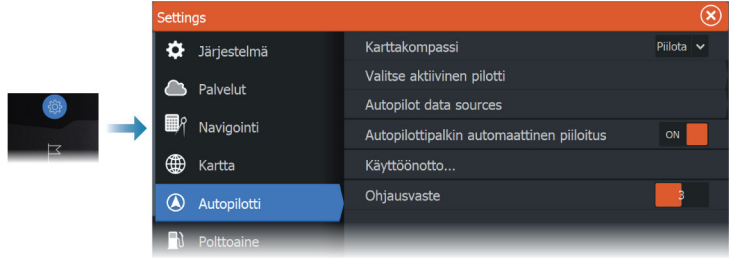 Settings
Järjestelmä
Palvelut
Navigointi
Kartta
Autopilotti
Polttoaine
Karttakompassi Piilota
Valitse aktiivinen pilotti
Autopilot data sources
Autopilottipalkin automaattinen piiloitus ON
Käyttöönotto...
Ohjausvaste 3